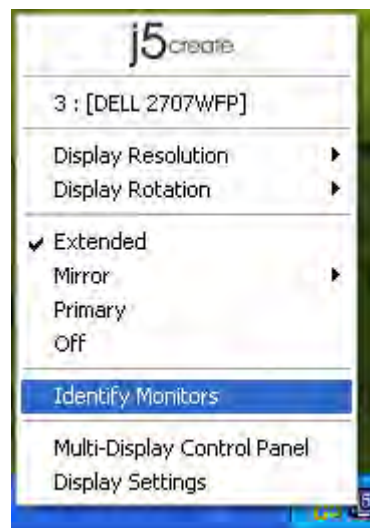 j5create
3 : [DELL 2707WFP]
Display Resolution
Display Rotation
Extended
Mirror
Primary
Off
Identify Monitors
Multi-Display Control Panel
Display Settings